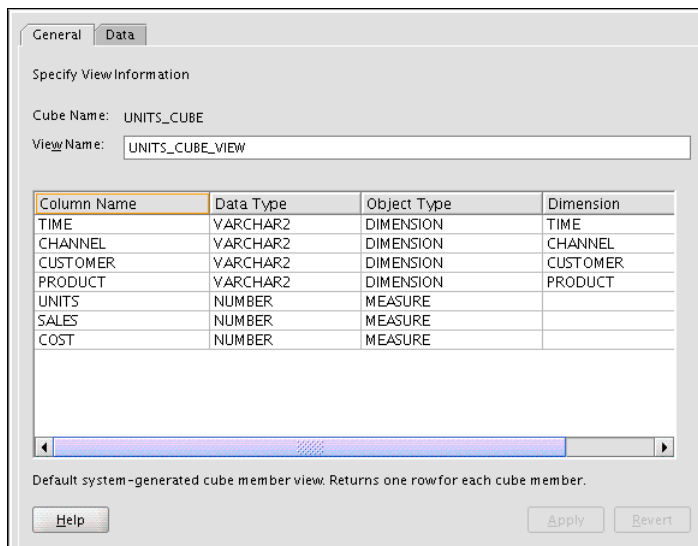 General Data
Specify View Information
Cube Name: UNITS_CUBE
View Name: UNITS_CUBE_VIEW
Column Name Data Type Object Type Dimension
TIME VARCHAR2 DIMENSION TIME
CHANNEL VARCHAR2 DIMENSION CHANNEL
CUSTOMER VARCHAR2 DIMENSION CUSTOMER
PRODUCT VARCHAR2 DIMENSION PRODUCT
UNITS NUMBER MEASURE
SALES NUMBER MEASURE
COST NUMBER MEASURE
Default system-generated cube member view. Returns one row for each cube member.
Help Apply Revert